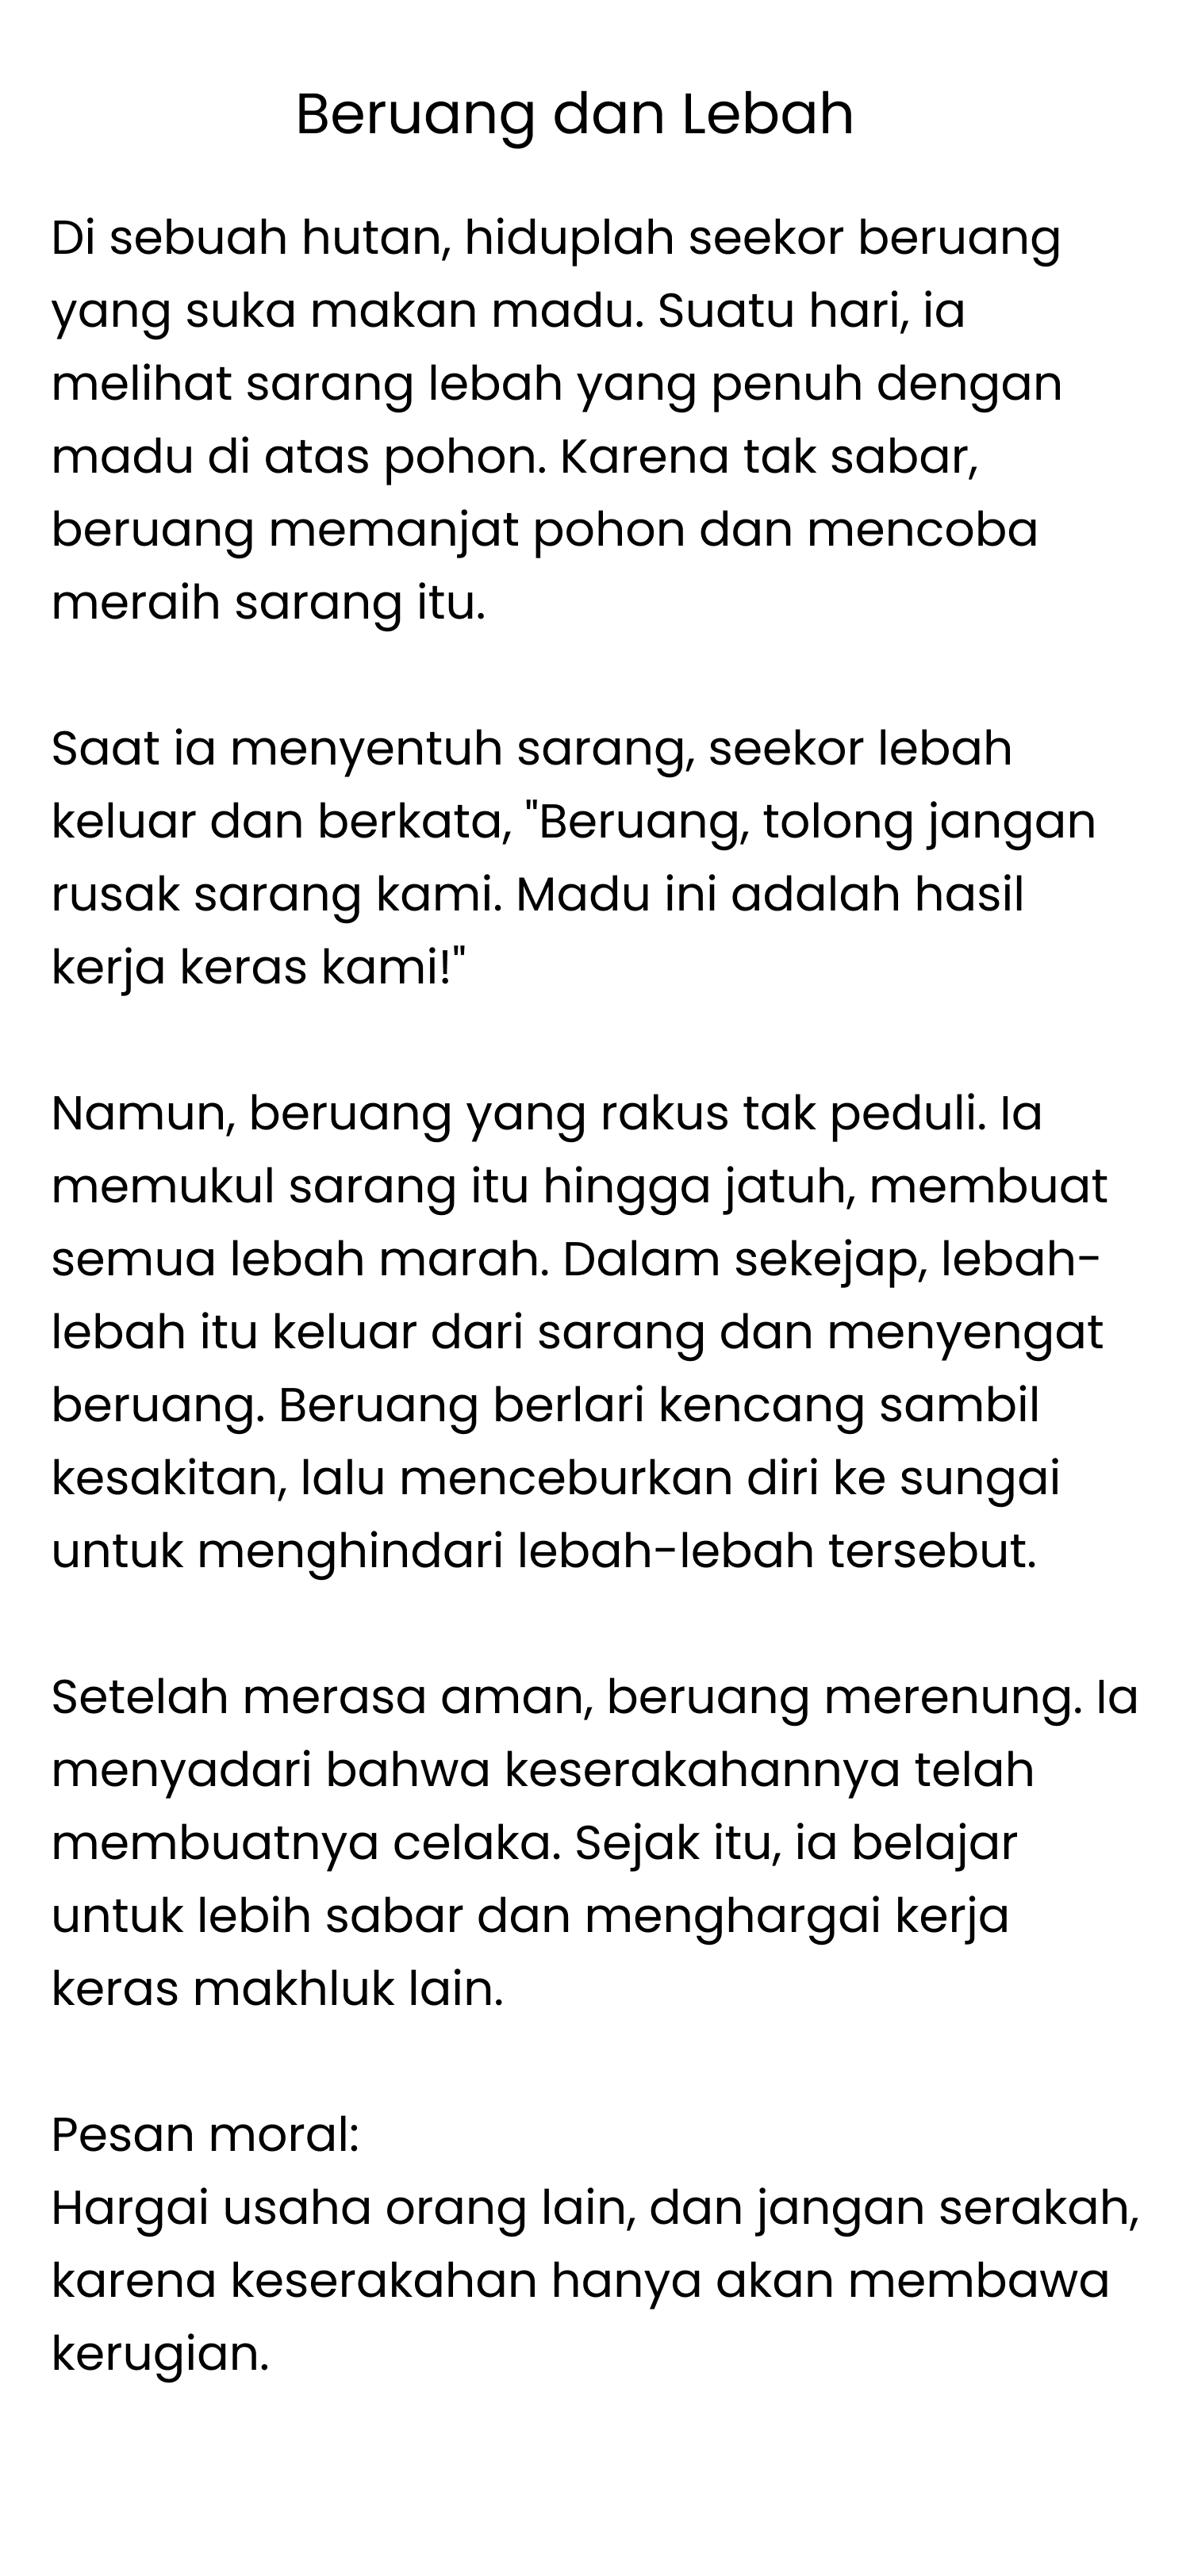 Beruang dan Lebah
Di sebuah hutan, hiduplah seekor beruang
yang suka makan madu. Suatu hari, ia
melihat sarang lebah yang penuh dengan
madu di atas pohon. Karena tak sabar,
beruang memanjat pohon dan mencoba
meraih sarang itu.
Saat ia menyentuh sarang, seekor lebah
keluar dan berkata, "Beruang, tolong jangan
rusak sarang kami. Madu ini adalah hasil
kerja keras kami!"
Namun, beruang yang rakus tak peduli. Ia
memukul sarang itu hingga jatuh, membuat
semua lebah marah. Dalam sekejap, lebah-
lebah itu keluar dari sarang dan menyengat
beruang. Beruang berlari kencang sambil
kesakitan, lalu menceburkan diri ke sungai
untuk menghindari lebah-lebah tersebut.
Setelah merasa aman, beruang merenung. Ia
menyadari bahwa keserakahannya telah
membuatnya celaka. Sejak itu, ia belajar
untuk lebih sabar dan menghargai kerja
keras makhluk lain.
Pesan moral:
Hargai usaha orang lain, dan jangan serakah,
karena keserakahan hanya akan membawa
kerugian.